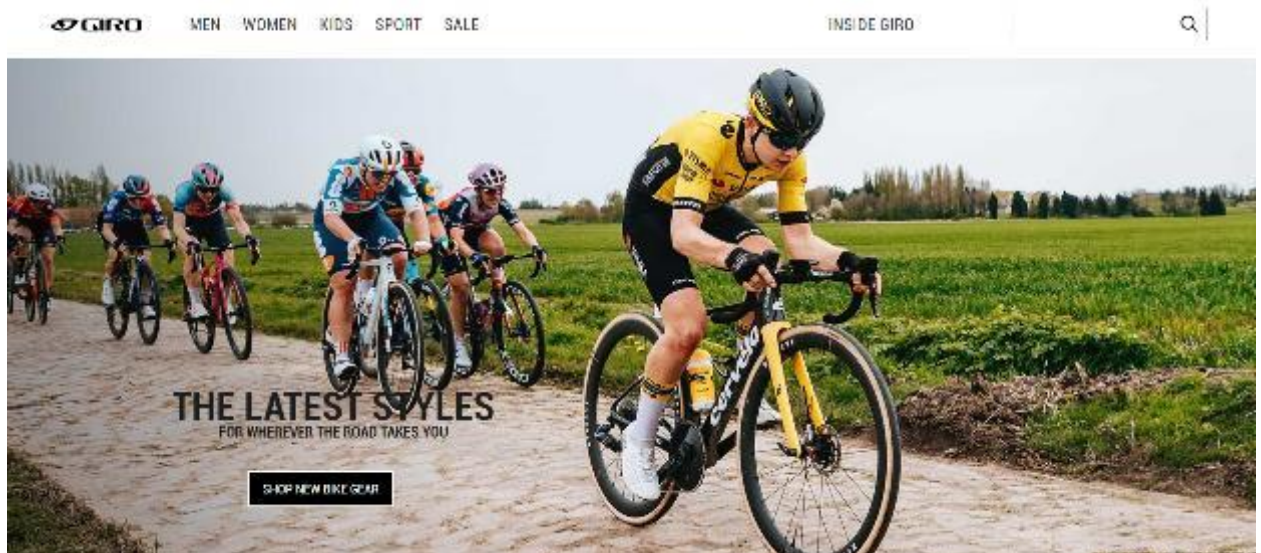 GIRO MEN WOMEN KIDS SPORT SALE INSIDE GIRO
THE LATEST STYLES
FOR WHEREVER THE ROAD TAKES YOU
SHOP NEW BIKE GEAR
cervélo